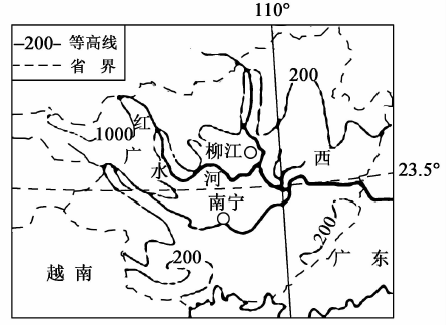 110°
—200— 等高线
--- 省 界
200
1000
红
广
水
河
柳江
西
23.5°
南宁
200
200
越 南
广 东